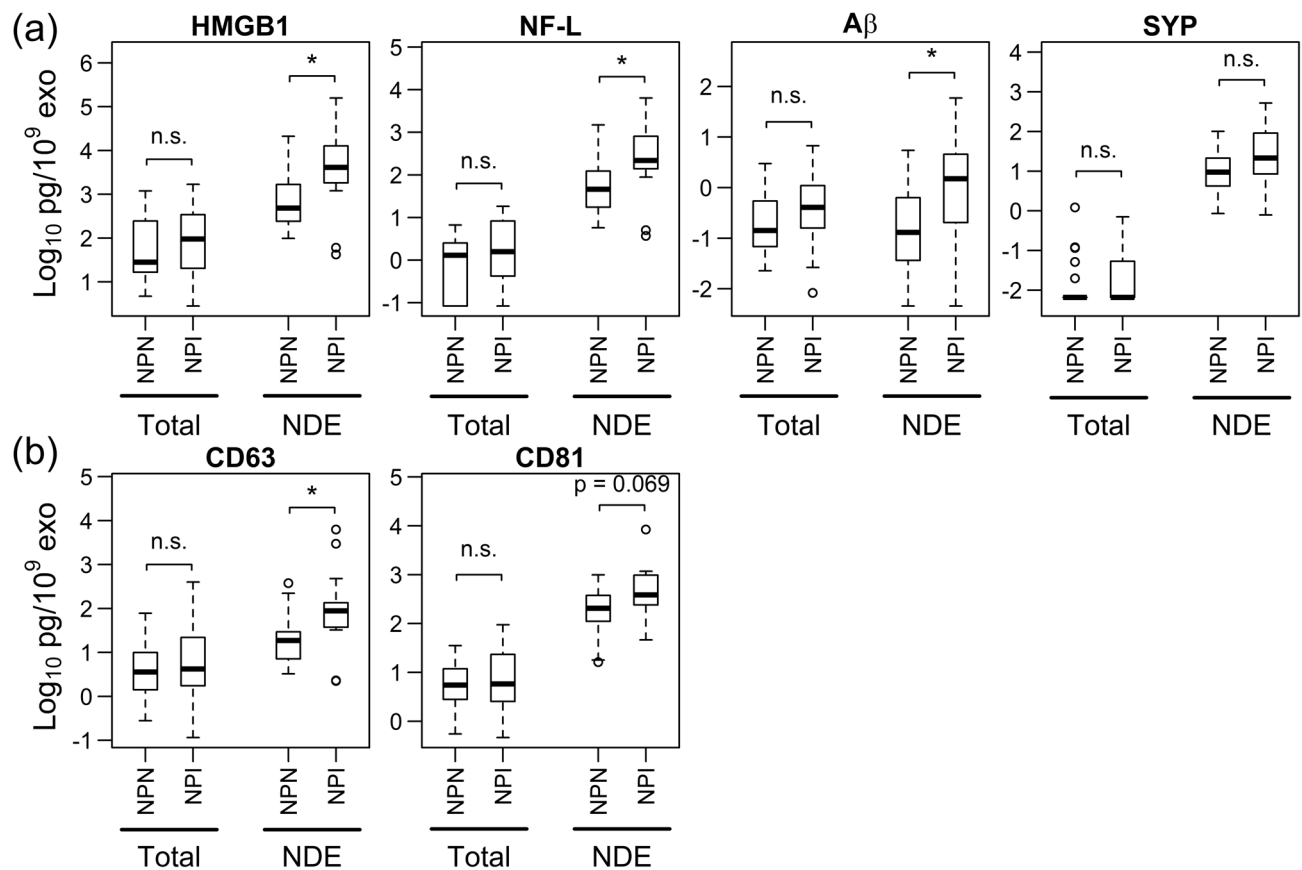 (a)
HMGB1
NF-L
Aβ
SYP
Log10 pg/10^9 exo
6
5
4
3
2
1
n.s.
*
NPN
NPI
NPN
NPI
Total
NDE
5
4
3
2
1
0
-1
n.s.
*
NPN
NPI
NPN
NPI
Total
NDE
2
1
0
-1
-2
n.s.
*
NPN
NPI
NPN
NPI
Total
NDE
4
3
2
1
0
-1
-2
n.s.
n.s.
NPN
NPI
NPN
NPI
Total
NDE
(b)
CD63
CD81
Log10 pg/10^9 exo
5
4
3
2
1
0
-1
n.s.
*
NPN
NPI
NPN
NPI
Total
NDE
5
4
3
2
1
0
n.s.
p = 0.069
NPN
NPI
NPN
NPI
Total
NDE